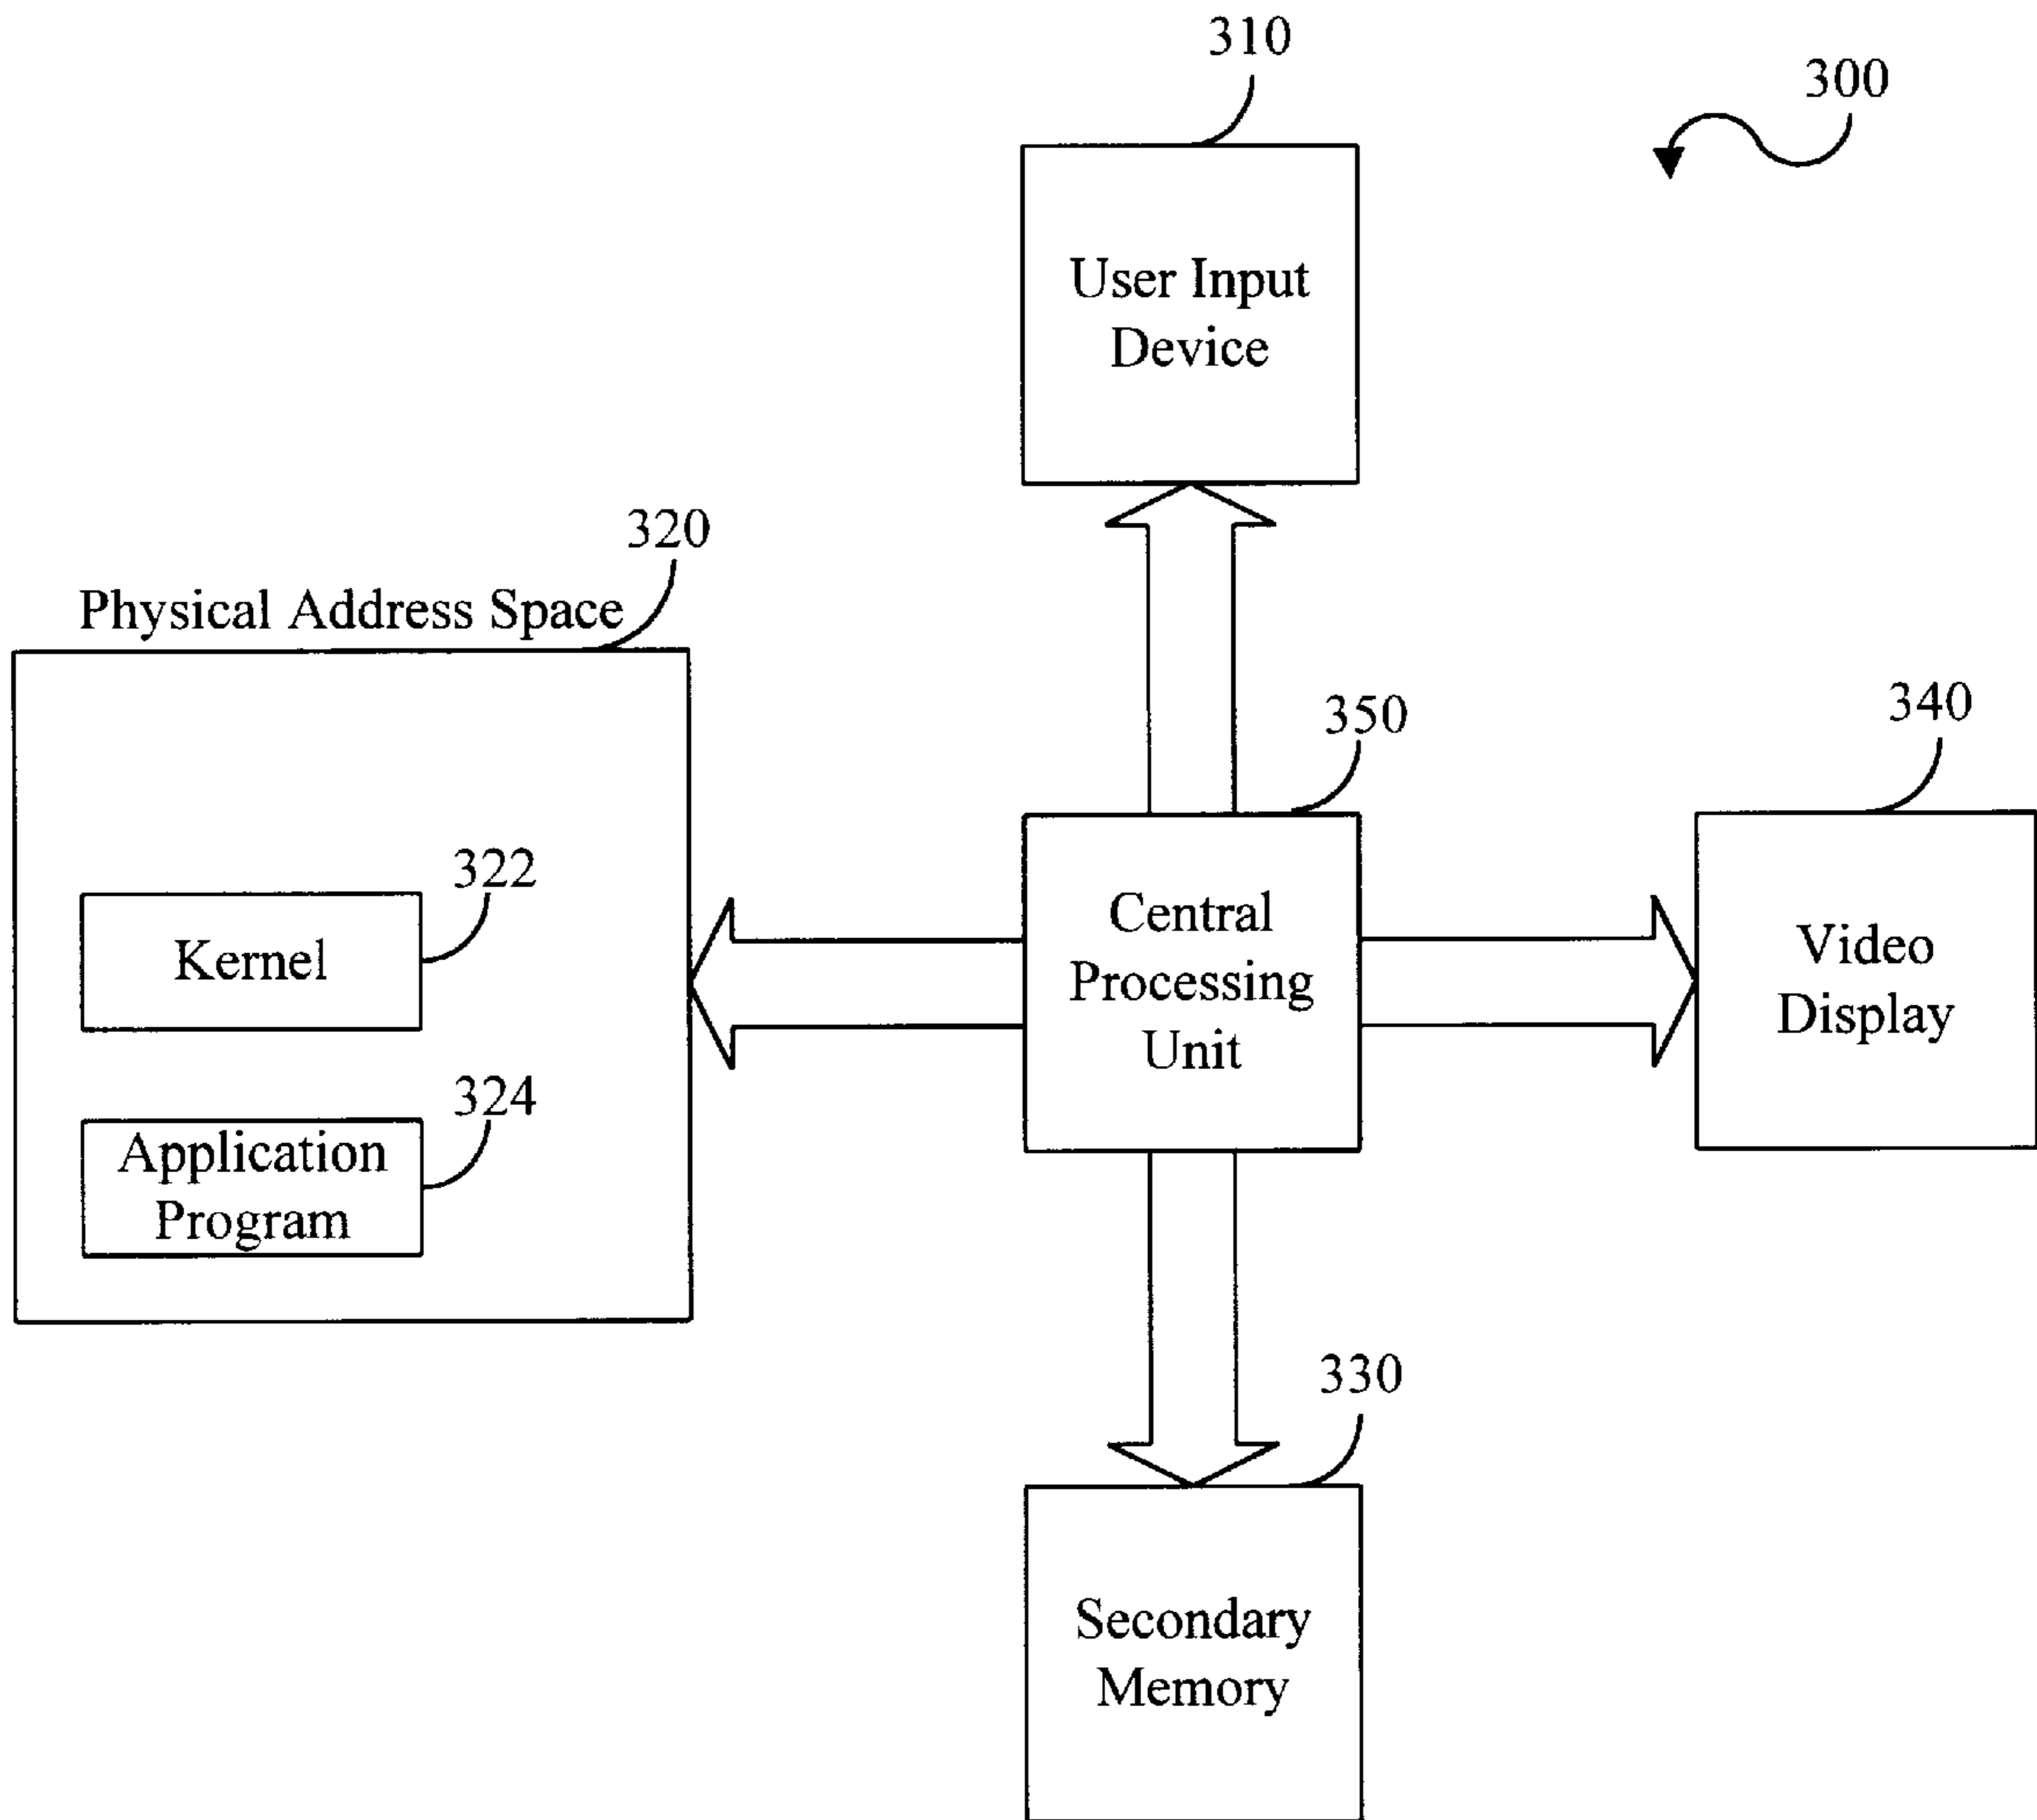 310
300
User Input
Device
320
Physical Address Space
350
340
322
Kernel
Central
Processing
Unit
Video
Display
324
Application
Program
330
Secondary
Memory